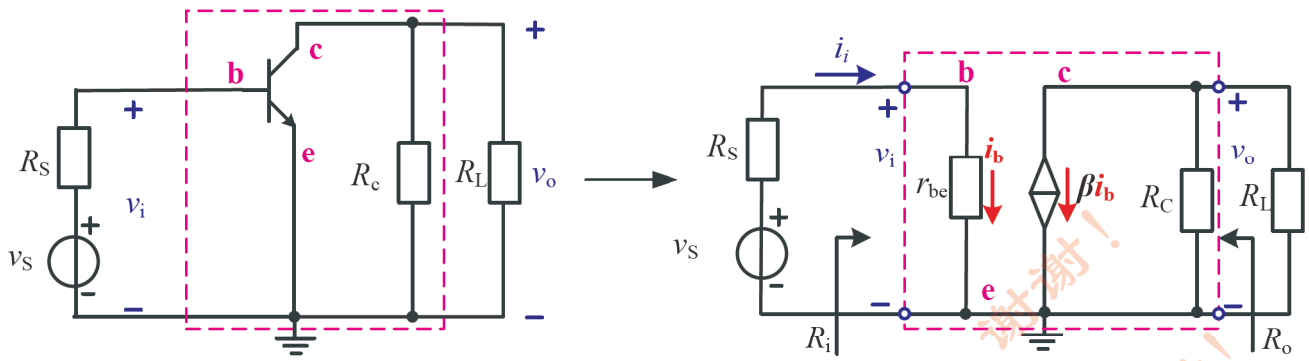 b
c
e
+
R_S
v_i
v_S
+
−
−
R_c
R_L
+
v_o
−
i_i
b
c
+
+
R_S
v_i
r_be
i_b
βi_b
R_C
v_o
R_L
v_S
+
−
e
−
−
R_i
R_o
谢谢！